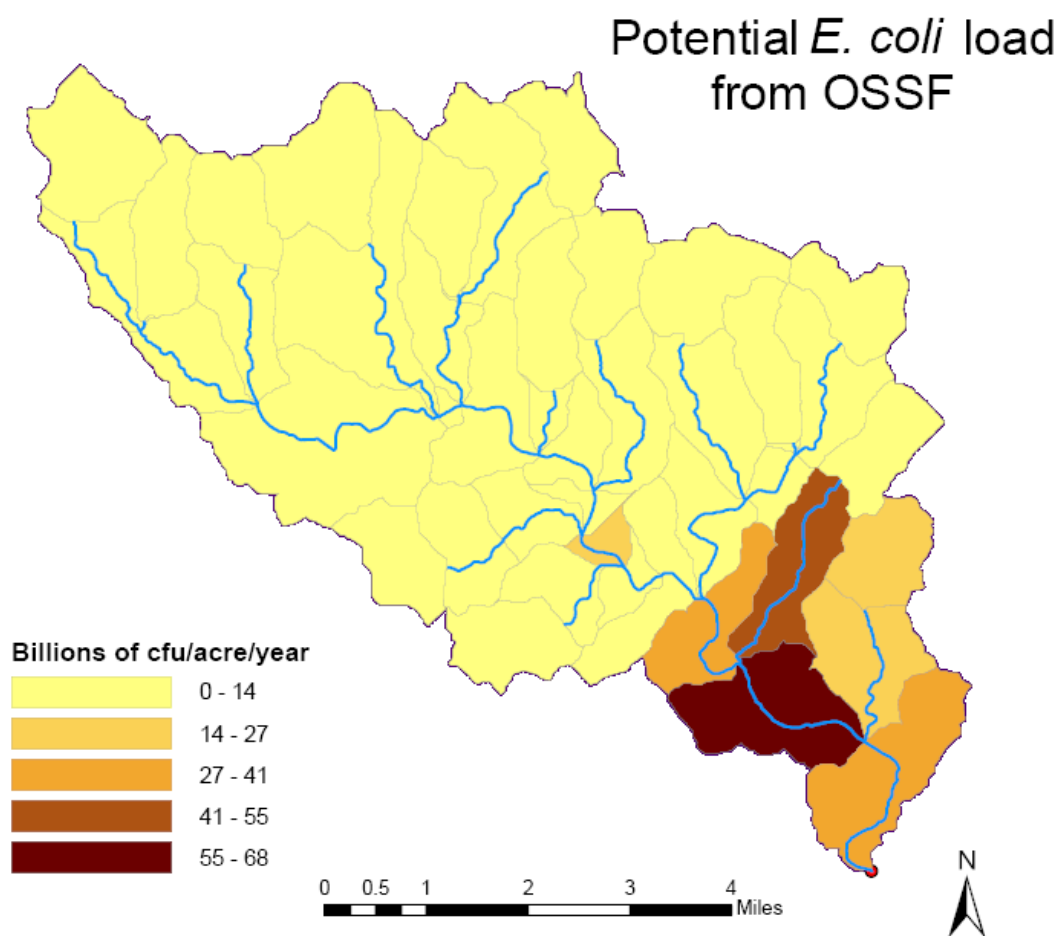 Potential E. coli load
from OSSF
Billions of cfu/acre/year
0 - 14
14 - 27
27 - 41
41 - 55
55 - 68
0 0.5 1 2 3 4
Miles
N